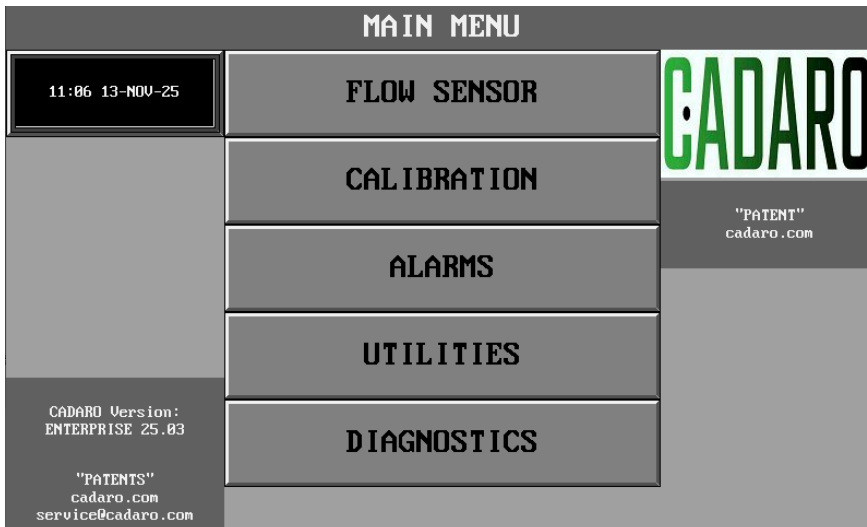 MAIN MENU
11:06 13-NOV-25
FLOW SENSOR
CADARO
CALIBRATION
"PATENT"
cadaro.com
ALARMS
UTILITIES
CADARO Version:
ENTERPRISE 25.03
DIAGNOSTICS
"PATENTS"
cadaro.com
service@cadaro.com